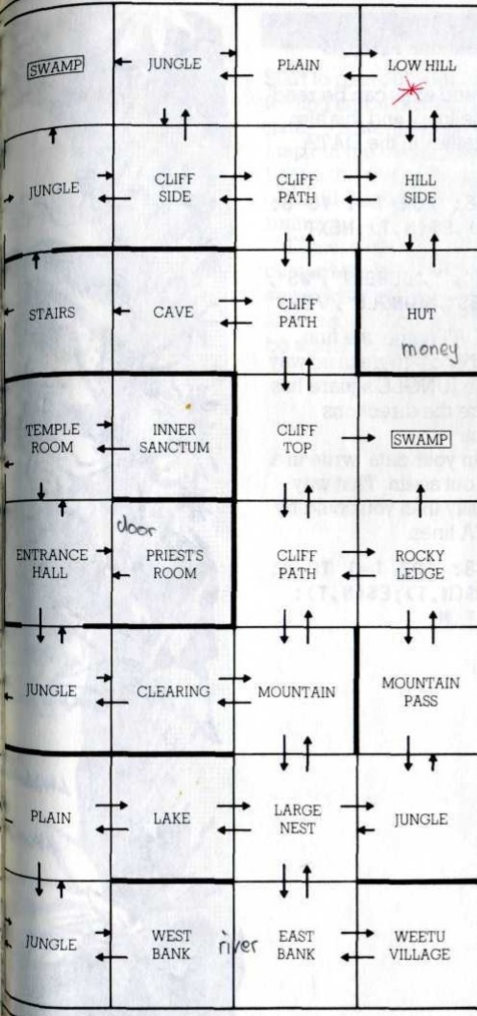 SWAMP JUNGLE PLAIN LOW HILL
JUNGLE CLIFF SIDE CLIFF PATH HILL SIDE
STAIRS CAVE CLIFF PATH HUT
money
TEMPLE ROOM INNER SANCTUM CLIFF TOP SWAMP
door
ENTRANCE HALL PRIEST'S ROOM CLIFF PATH ROCKY LEDGE
JUNGLE CLEARING MOUNTAIN MOUNTAIN PASS
PLAIN LAKE LARGE NEST JUNGLE
JUNGLE WEST BANK river EAST BANK WEETU VILLAGE